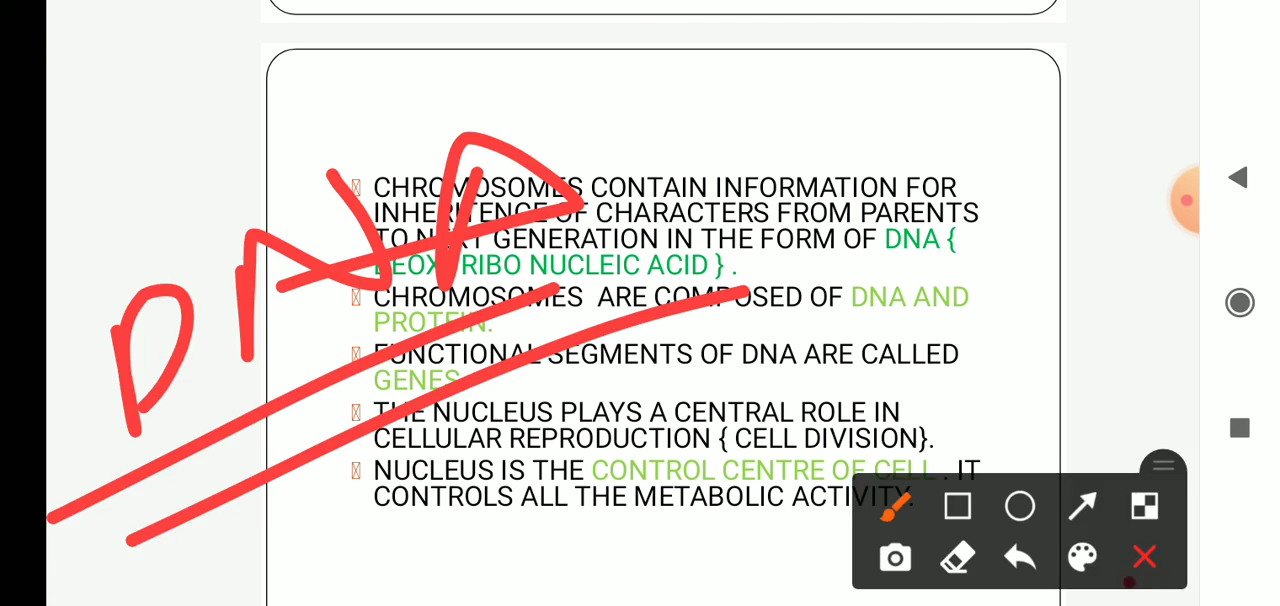 CHROMOSOMES CONTAIN INFORMATION FOR
INHERITENCE OF CHARACTERS FROM PARENTS
TO NEXT GENERATION IN THE FORM OF DNA {
DEOXYRIBO NUCLEIC ACID } .
CHROMOSOMES ARE COMPOSED OF DNA AND
PROTEIN.
FUNCTIONAL SEGMENTS OF DNA ARE CALLED
GENES
THE NUCLEUS PLAYS A CENTRAL ROLE IN
CELLULAR REPRODUCTION { CELL DIVISION}.
NUCLEUS IS THE CONTROL CENTRE OF CELL . IT
CONTROLS ALL THE METABOLIC ACTIVITY.
DNA